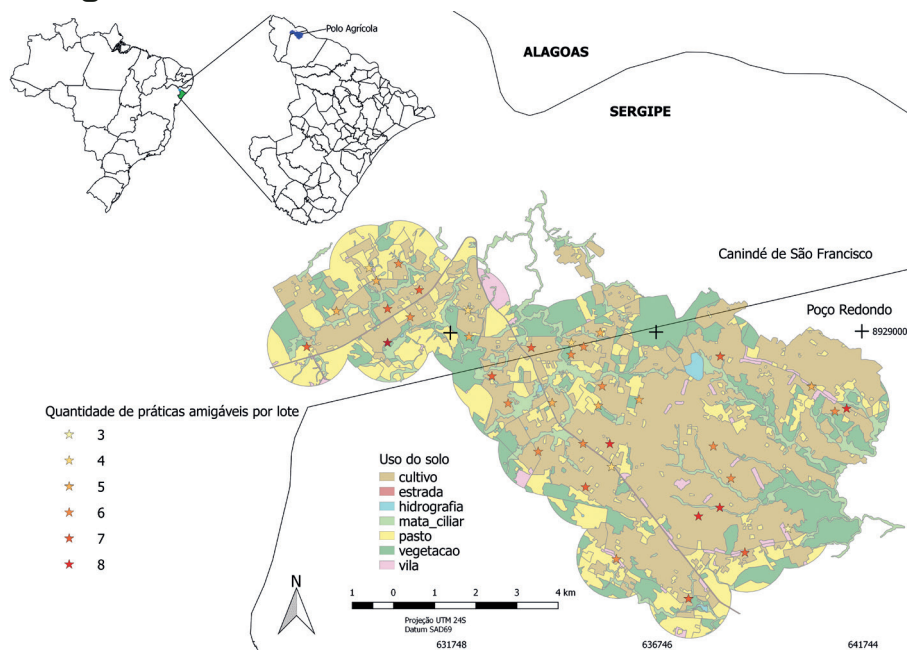 Polo Agrícola
ALAGOAS
SERGIPE
Canindé de São Francisco
Poço Redondo
8929000
Quantidade de práticas amigáveis por lote
3
4
5
6
7
8
Uso do solo
cultivo
estrada
hidrografia
mata_ciliar
pasto
vegetacao
vila
N
1 0 1 2 3 4 km
Projeção UTM 24S
Datum SAD69
631748 636746 641744